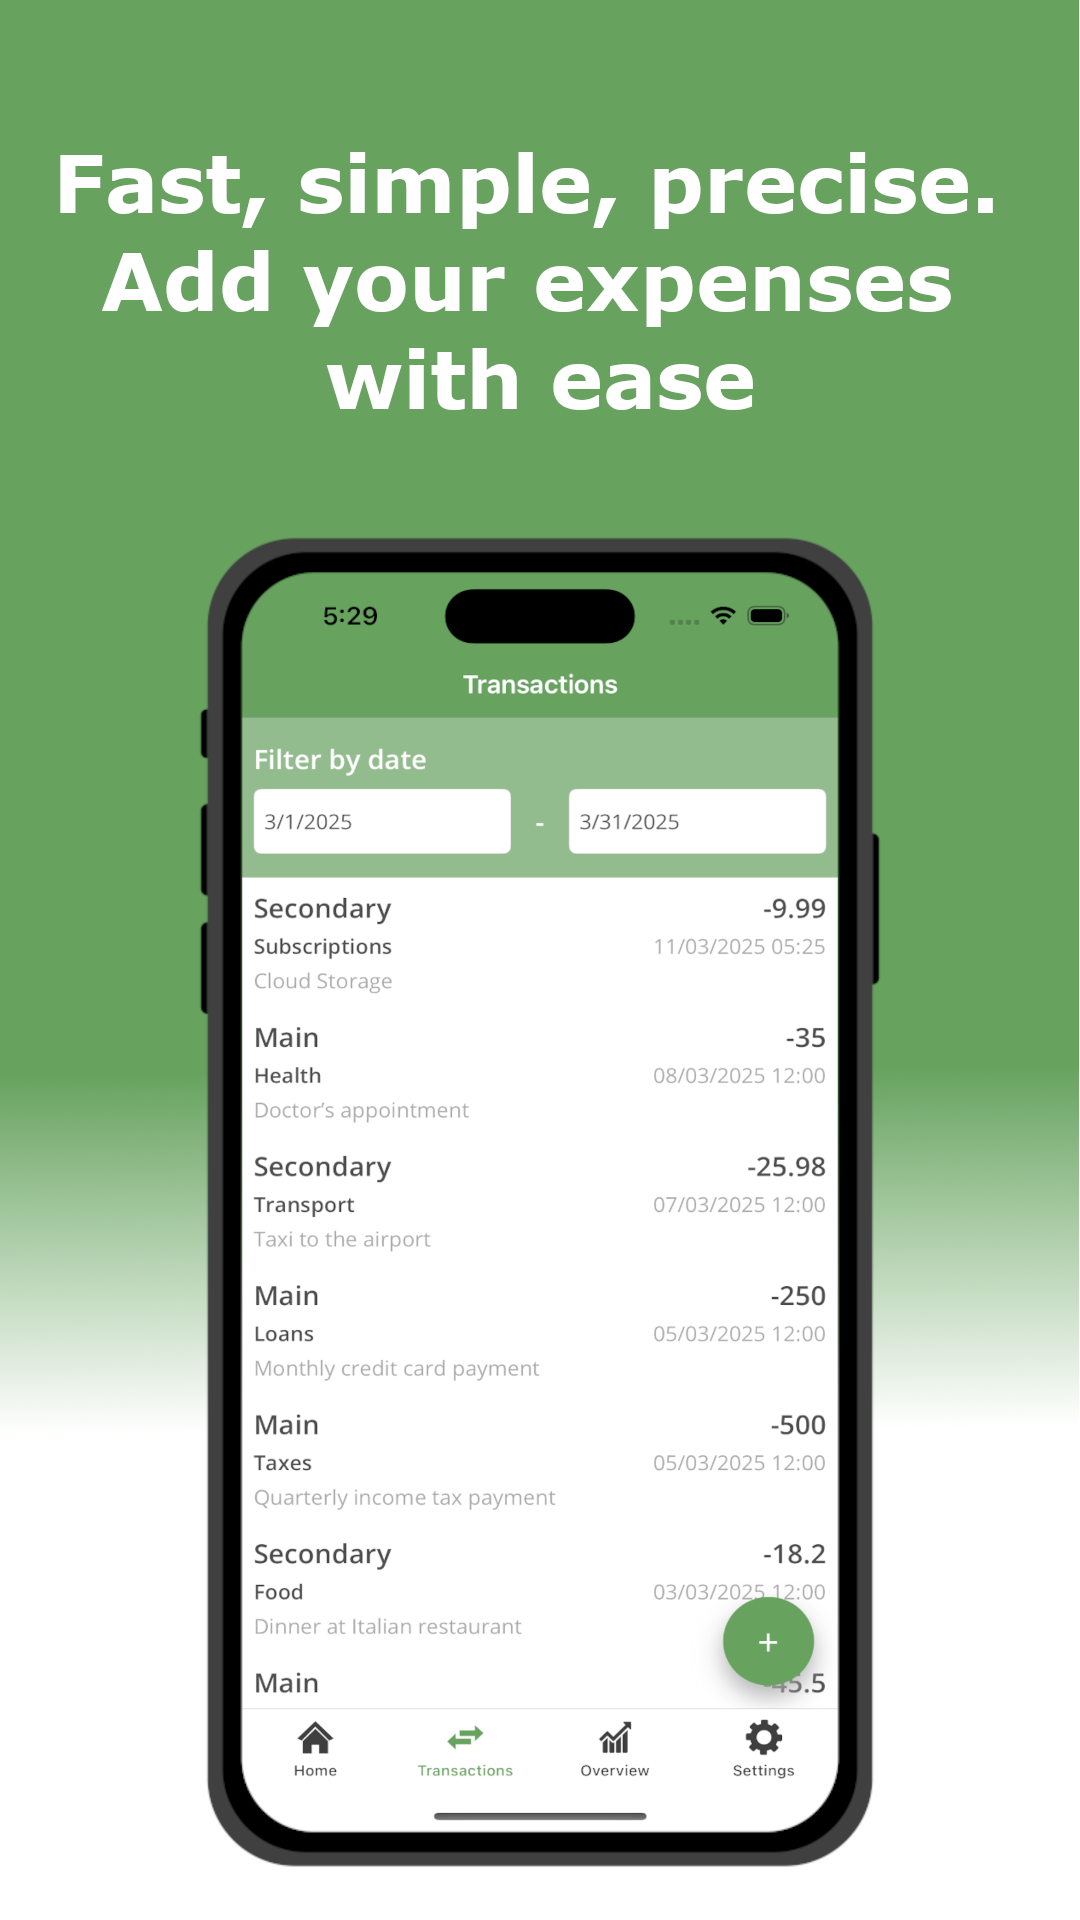 Fast, simple, precise.
Add your expenses
with ease
5:29
Transactions
Filter by date
3/1/2025 - 3/31/2025
Secondary -9.99
Subscriptions 11/03/2025 05:25
Cloud Storage
Main -35
Health 08/03/2025 12:00
Doctor’s appointment
Secondary -25.98
Transport 07/03/2025 12:00
Taxi to the airport
Main -250
Loans 05/03/2025 12:00
Monthly credit card payment
Main -500
Taxes 05/03/2025 12:00
Quarterly income tax payment
Secondary -18.2
Food 03/03/2025 12:00
Dinner at Italian restaurant
+
Main -45.5
Home Transactions Overview Settings